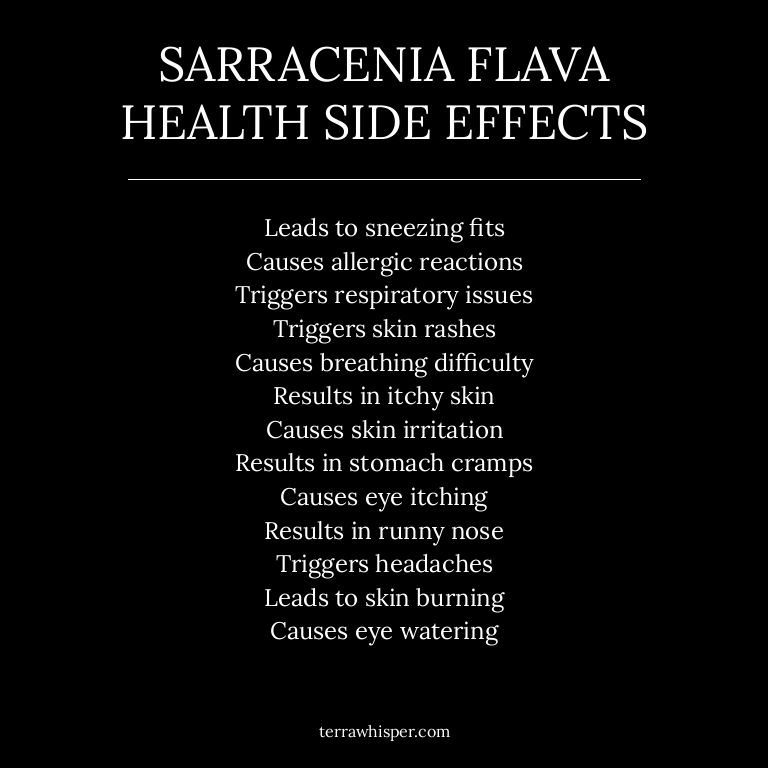 SARRACENIA FLAVA
HEALTH SIDE EFFECTS
Leads to sneezing fits
Causes allergic reactions
Triggers respiratory issues
Triggers skin rashes
Causes breathing difficulty
Results in itchy skin
Causes skin irritation
Results in stomach cramps
Causes eye itching
Results in runny nose
Triggers headaches
Leads to skin burning
Causes eye watering
terrawhisper.com